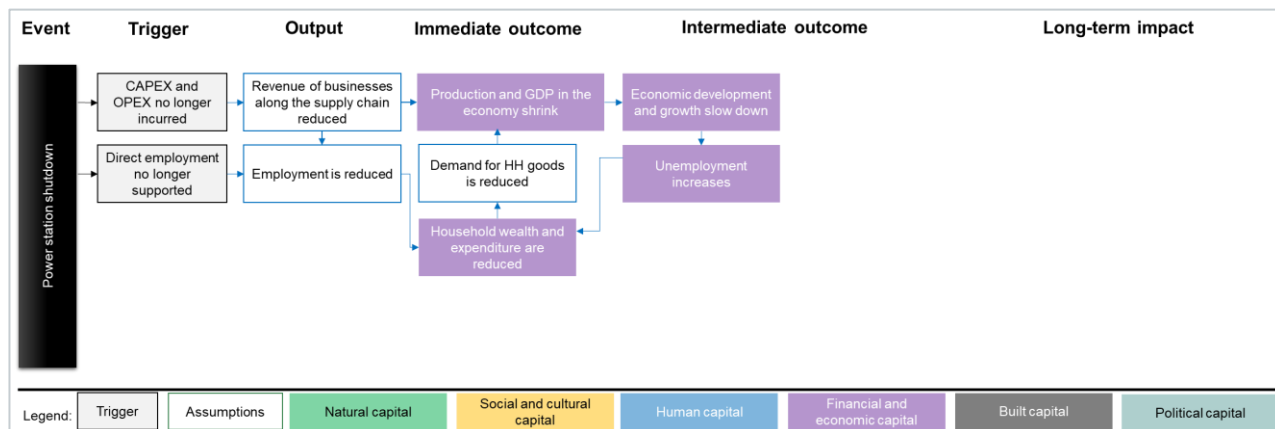 Event
Trigger
Output
Immediate outcome
Intermediate outcome
Long-term impact
Power station shutdown
CAPEX and
OPEX no longer
incurred
Revenue of businesses
along the supply chain
reduced
Production and GDP in the
economy shrink
Economic development
and growth slow down
Direct employment
no longer
supported
Employment is reduced
Demand for HH goods
is reduced
Unemployment
increases
Household wealth and
expenditure are
reduced
Legend:
Trigger
Assumptions
Natural capital
Social and cultural
capital
Human capital
Financial and
economic capital
Built capital
Political capital